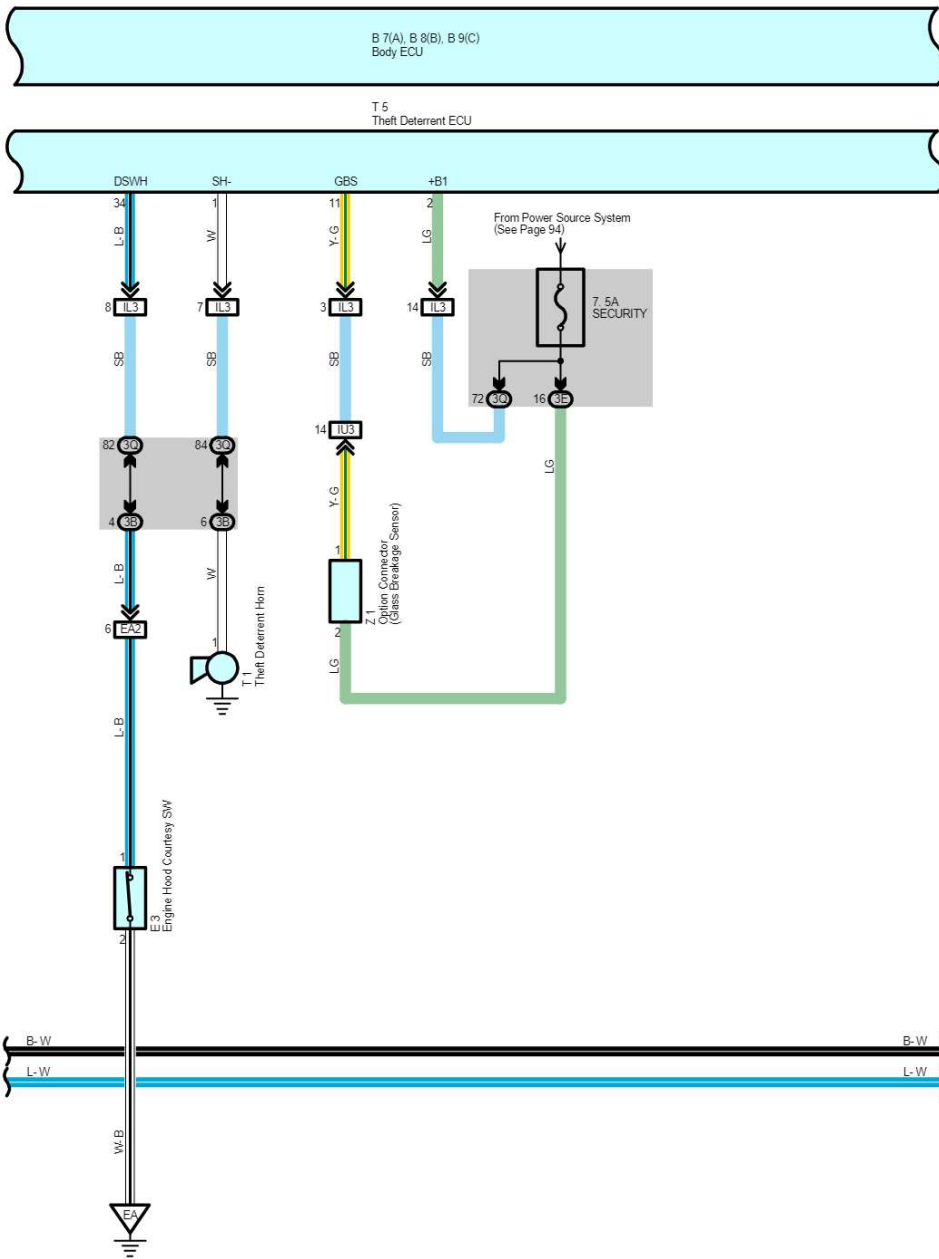 B 7(A), B 8(B), B 9(C)
Body ECU
T 5
Theft Deterrent ECU
DSWH
SH-
GBS
+B1
34
1
11
2
L- B
W
Y- G
LG
From Power Source System
(See Page 94)
8 IL3
7 IL3
3 IL3
14 IL3
7. 5A
SECURITY
SB
SB
SB
SB
72 3Q
16 3E
14 IU3
82 3Q
84 3Q
LG
Y- G
4 3B
6 3B
1
Z 1
Option Connector
(Glass Breakage Sensor)
2
L- B
W
6 EA2
1
T 1
Theft Deterrent Horn
LG
L- B
1
E 3
Engine Hood Courtesy SW
2
B- W
B- W
L- W
L- W
W- B
EA